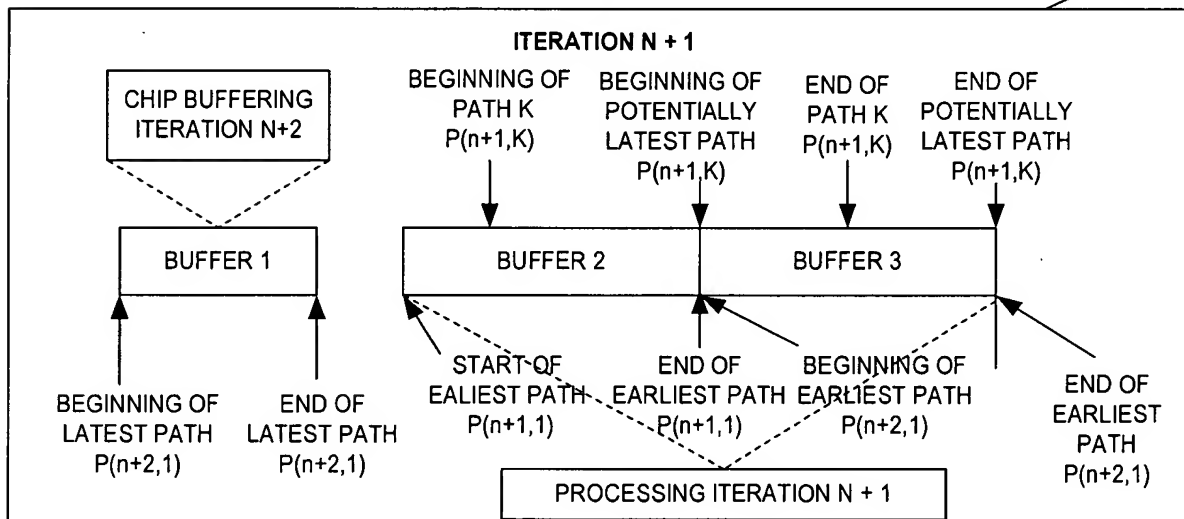 ITERATION N + 1
CHIP BUFFERING
ITERATION N+2
BEGINNING OF
PATH K
P(n+1,K)
BEGINNING OF
POTENTIALLY
LATEST PATH
P(n+1,K)
END OF
PATH K
P(n+1,K)
END OF
POTENTIALLY
LATEST PATH
P(n+1,K)
BUFFER 1
BUFFER 2
BUFFER 3
BEGINNING OF
LATEST PATH
P(n+2,1)
END OF
LATEST PATH
P(n+2,1)
START OF
EALIEST PATH
P(n+1,1)
END OF
EARLIEST PATH
P(n+1,1)
BEGINNING OF
EARLIEST PATH
P(n+2,1)
END OF
EARLIEST
PATH
P(n+2,1)
PROCESSING ITERATION N + 1